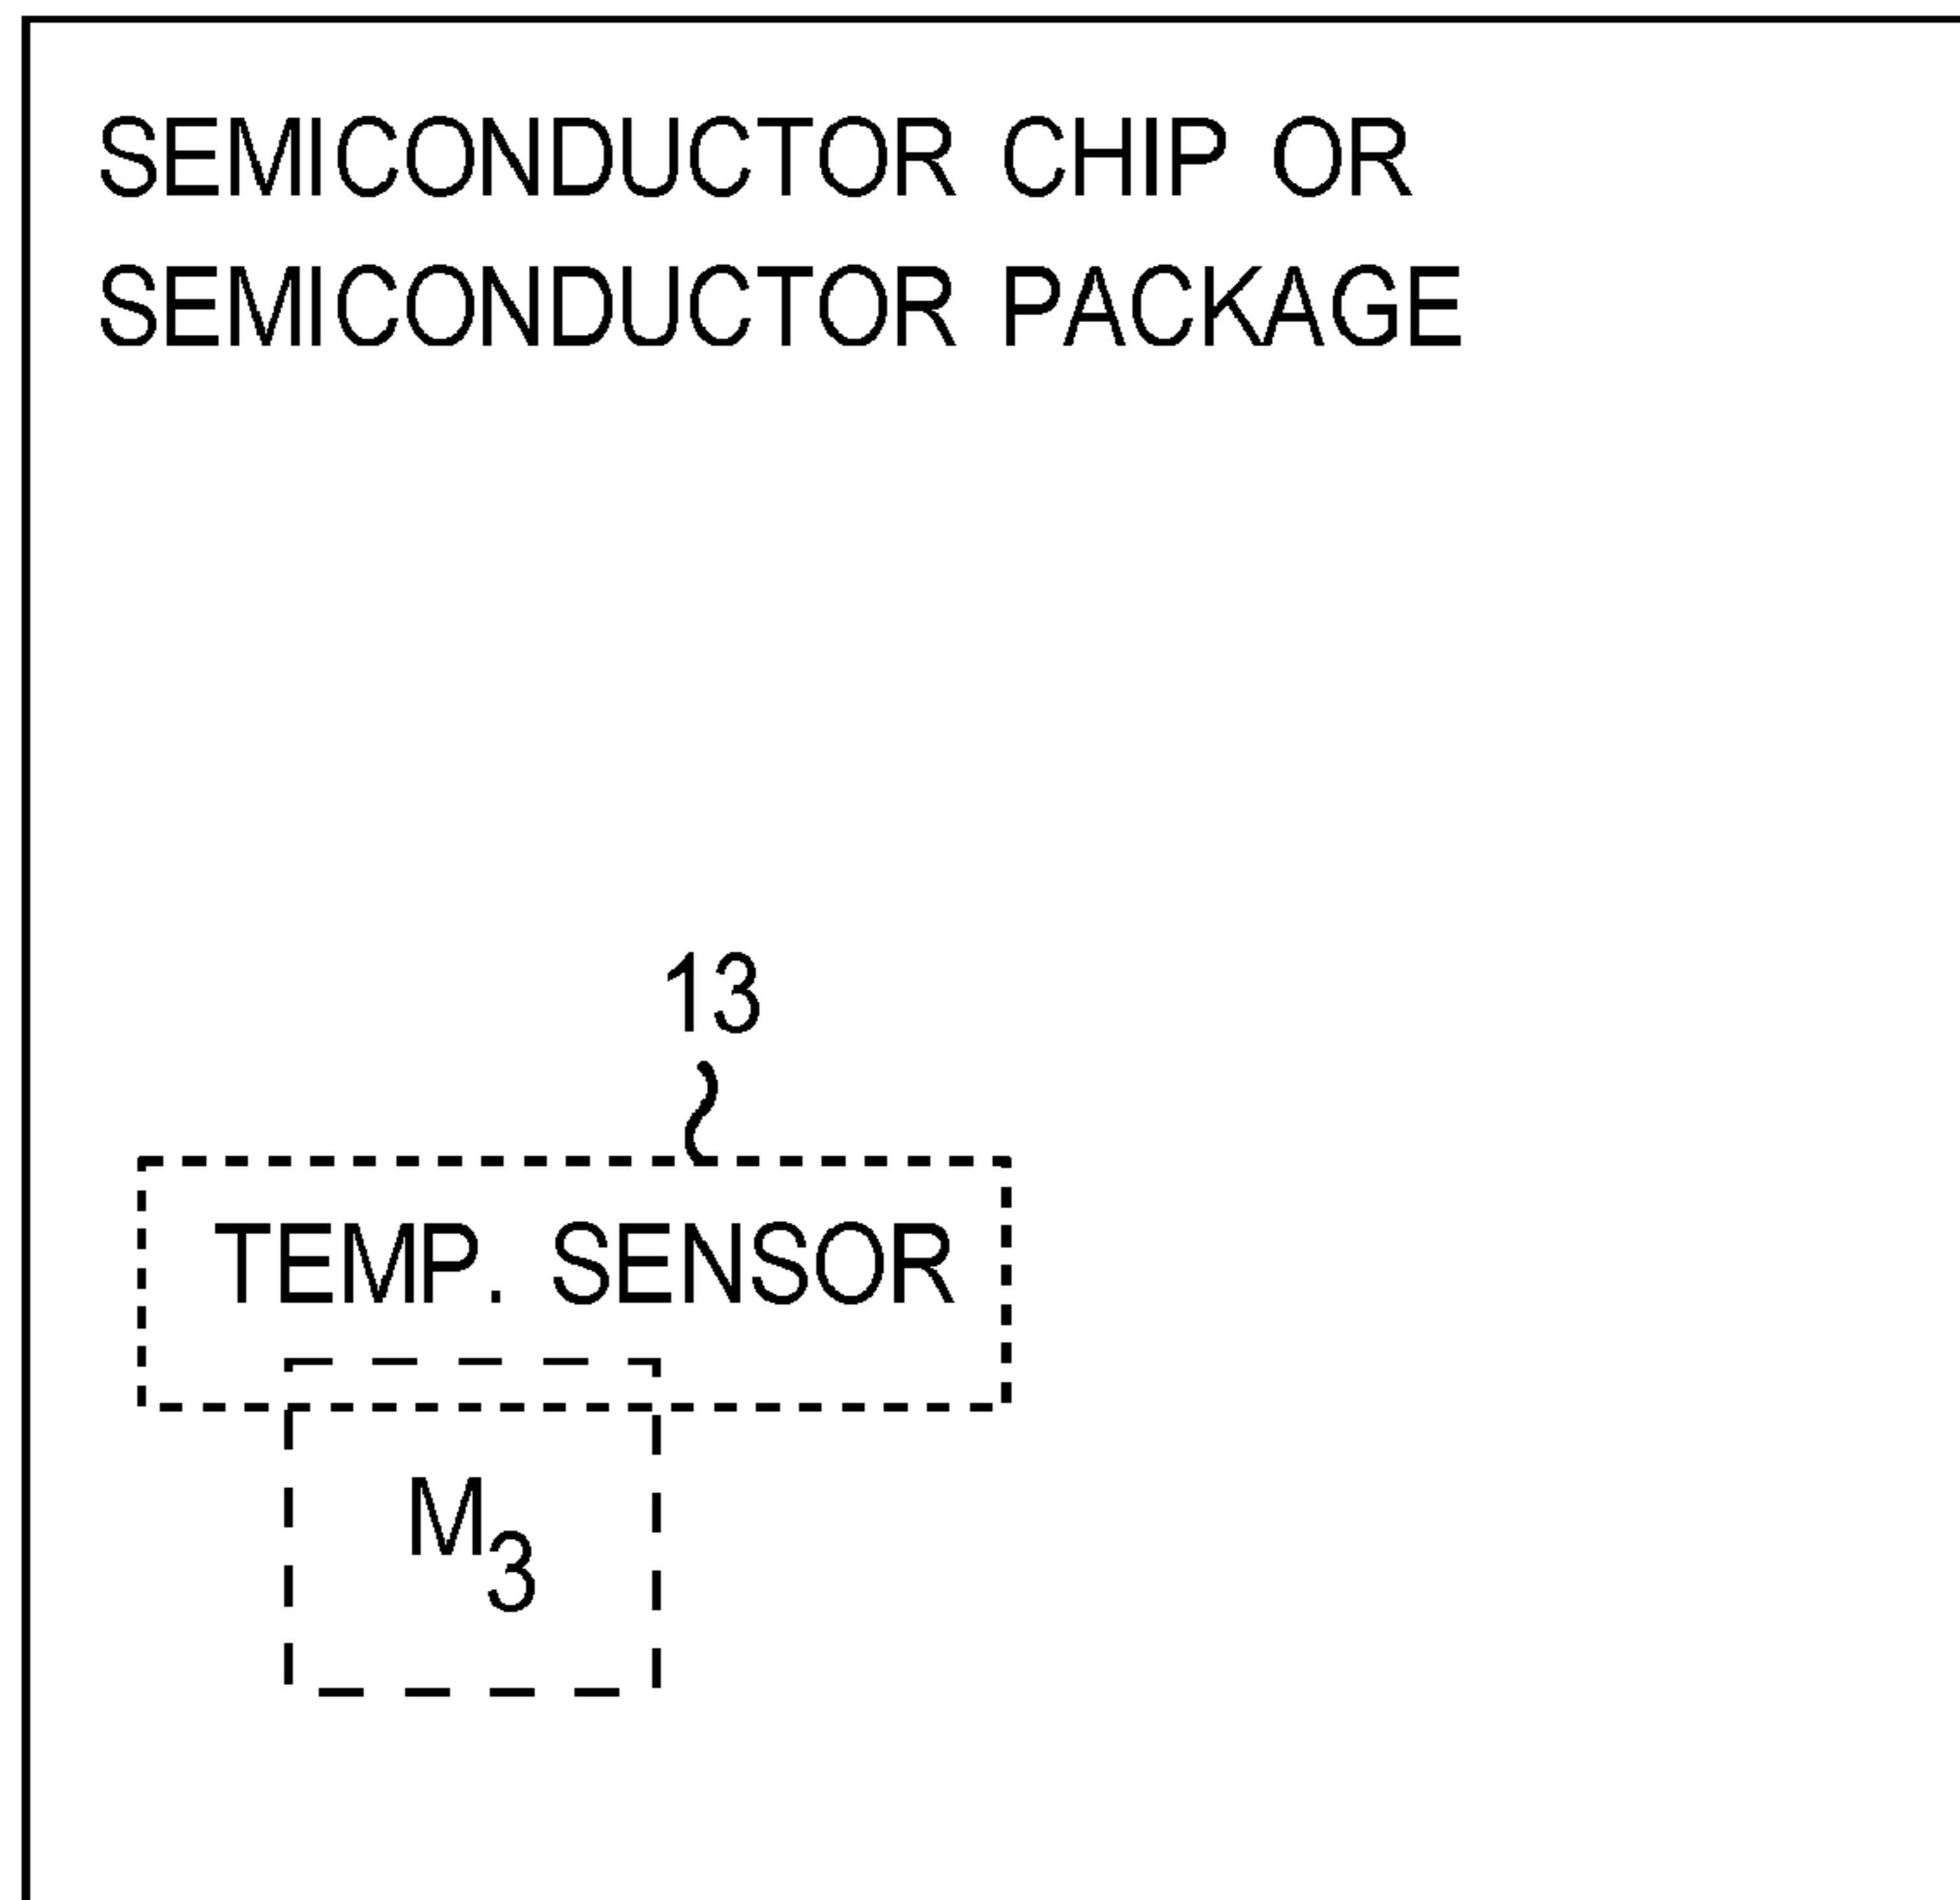 SEMICONDUCTOR CHIP OR
SEMICONDUCTOR PACKAGE
13
TEMP. SENSOR
M3